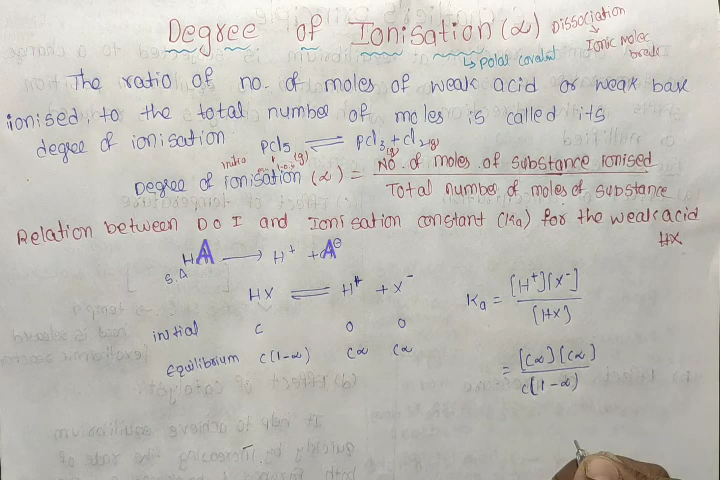 Degree of Ionisation (α) Dissociation
↳ polar covalent
Ionic molec break
The ratio of no. of moles of weak acid or weak base
ionised to the total number of moles is called its
degree of ionisation PCl5 ⇌ PCl3(g) + Cl2(g)
Degree of ionisation (α) = No. of moles of substance ionised
Total number of moles of substance
Relation between D o I and Ionisation constant (Ka) for the weak acid
HX
HA → H+ + A⊖
S.A
HX ⇌ H+ + X-
Ka = [H+][X-]
[HX]
initial C 0 0
Equilibrium C(1-α) Cα Cα
= [Cα][Cα]
C(1-α)